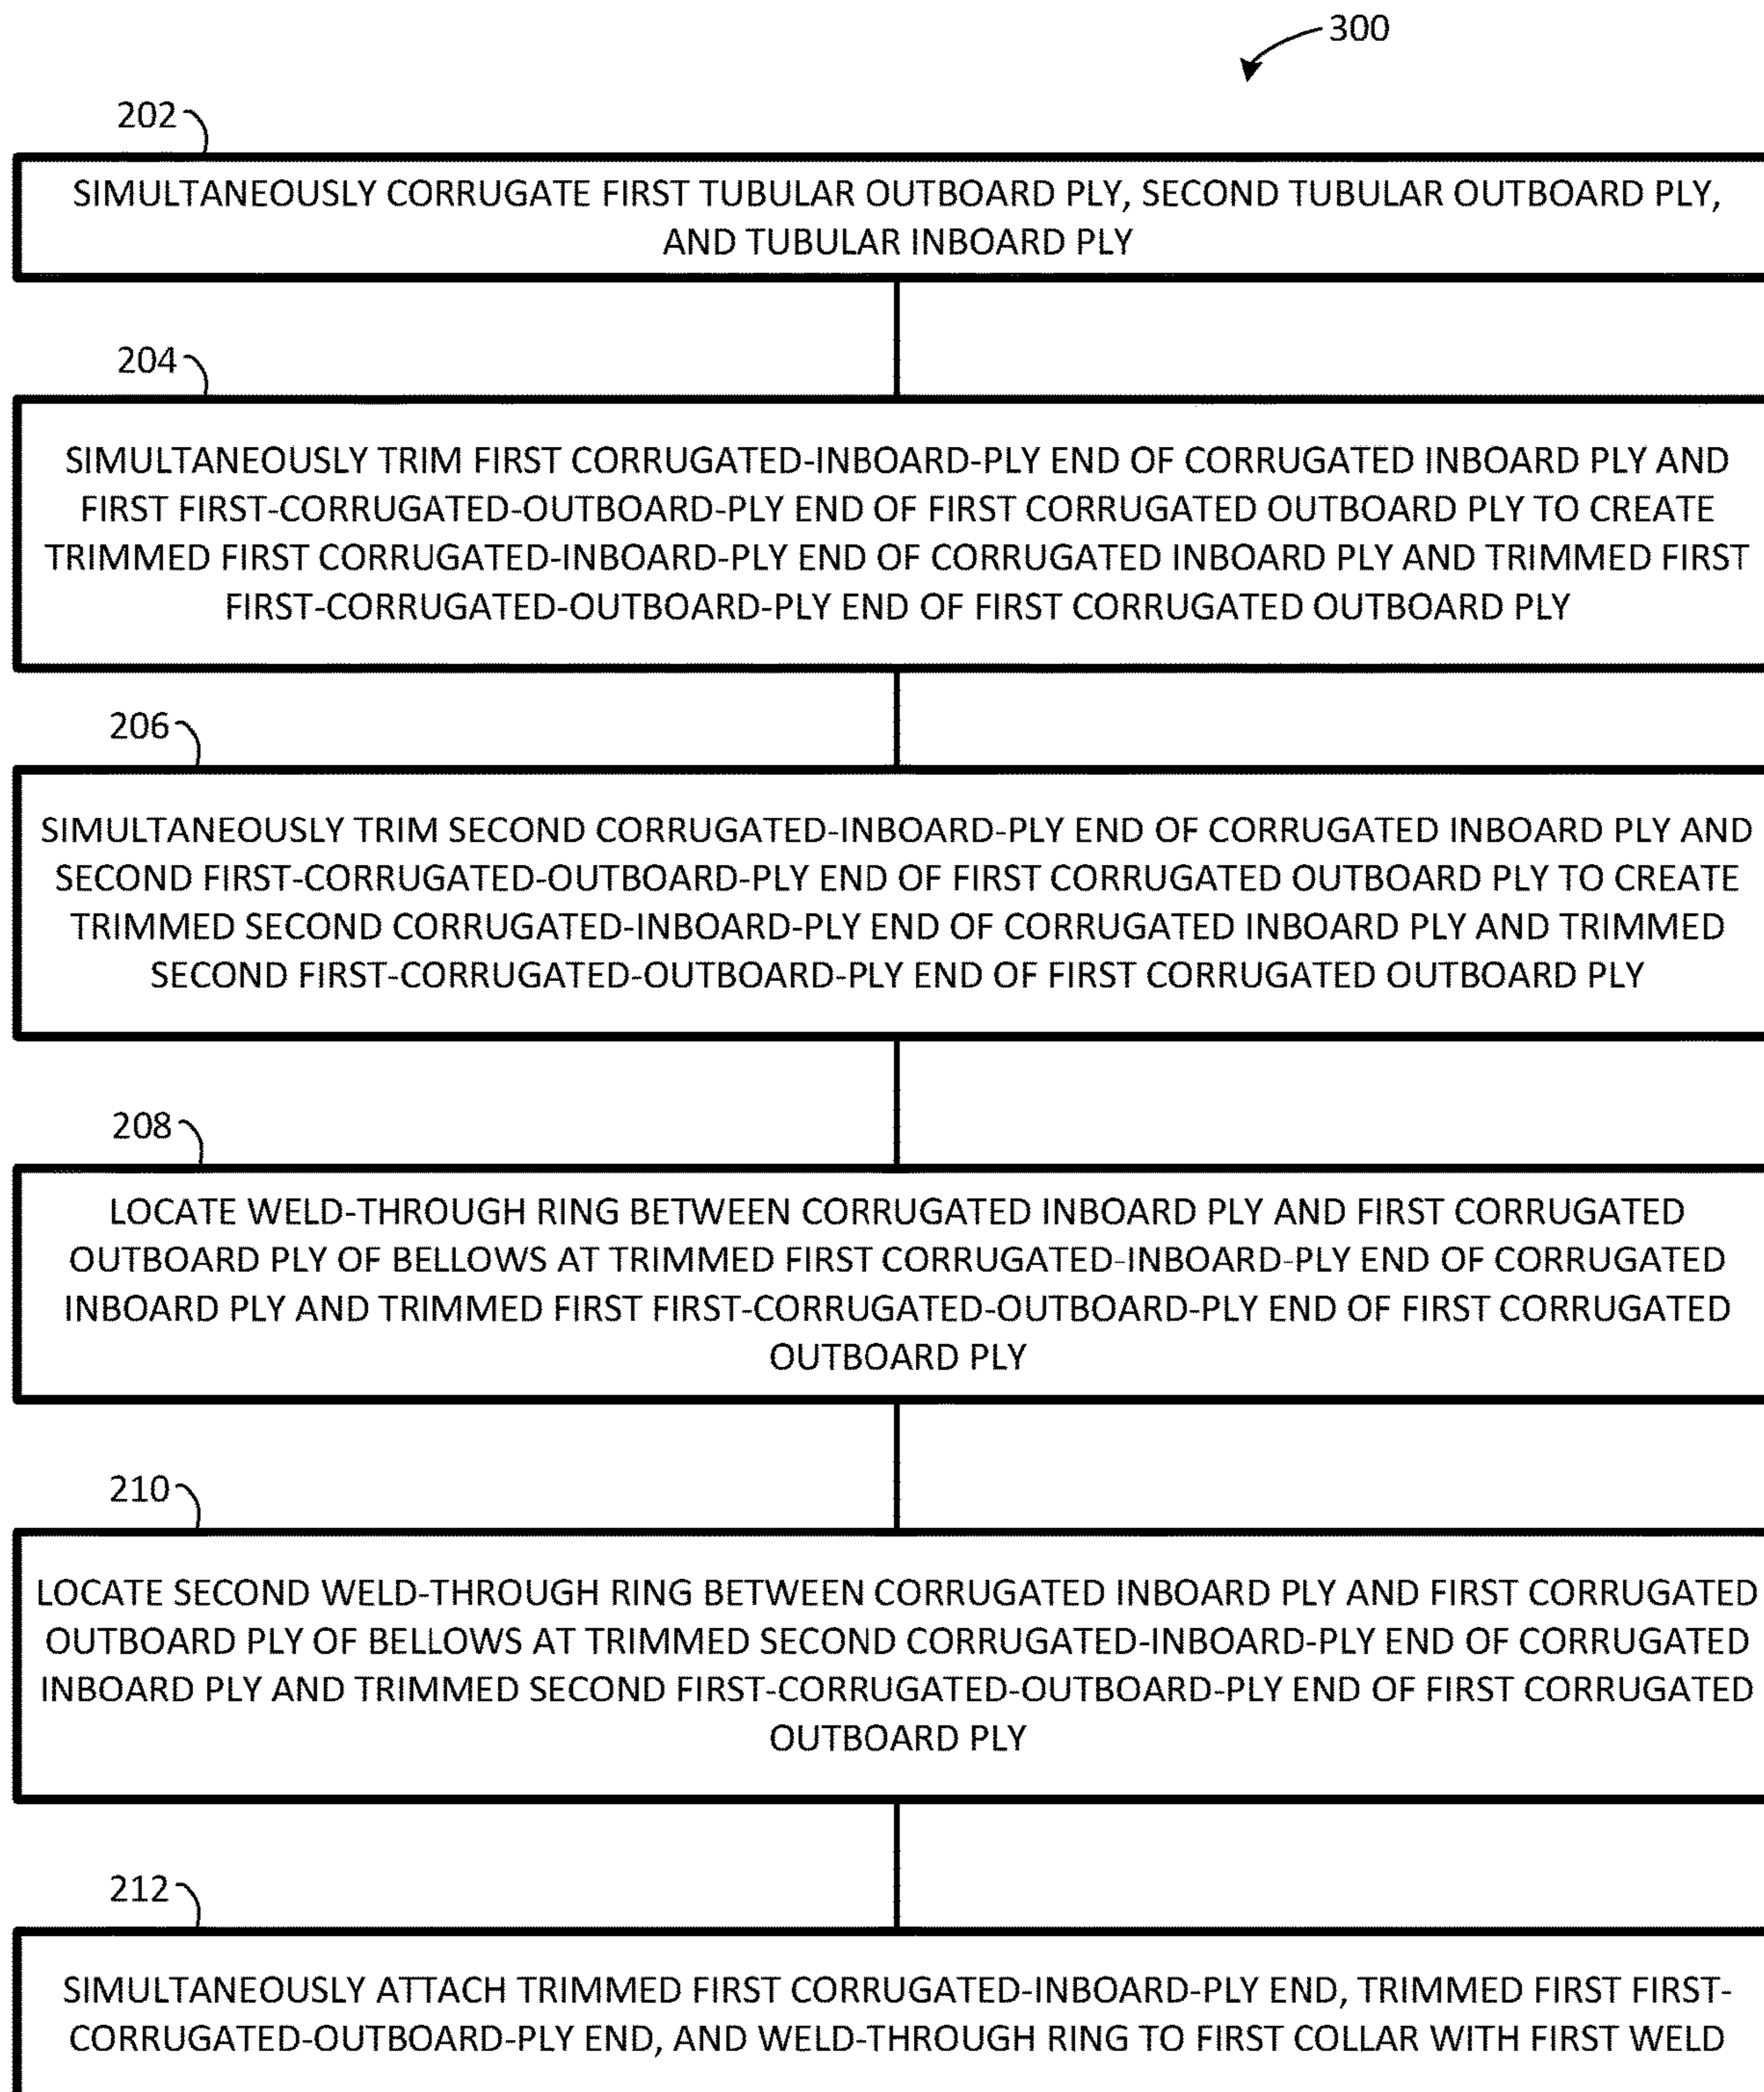 300
202
SIMULTANEOUSLY CORRUGATE FIRST TUBULAR OUTBOARD PLY, SECOND TUBULAR OUTBOARD PLY,
AND TUBULAR INBOARD PLY
204
SIMULTANEOUSLY TRIM FIRST CORRUGATED-INBOARD-PLY END OF CORRUGATED INBOARD PLY AND
FIRST FIRST-CORRUGATED-OUTBOARD-PLY END OF FIRST CORRUGATED OUTBOARD PLY TO CREATE
TRIMMED FIRST CORRUGATED-INBOARD-PLY END OF CORRUGATED INBOARD PLY AND TRIMMED FIRST
FIRST-CORRUGATED-OUTBOARD-PLY END OF FIRST CORRUGATED OUTBOARD PLY
206
SIMULTANEOUSLY TRIM SECOND CORRUGATED-INBOARD-PLY END OF CORRUGATED INBOARD PLY AND
SECOND FIRST-CORRUGATED-OUTBOARD-PLY END OF FIRST CORRUGATED OUTBOARD PLY TO CREATE
TRIMMED SECOND CORRUGATED-INBOARD-PLY END OF CORRUGATED INBOARD PLY AND TRIMMED
SECOND FIRST-CORRUGATED-OUTBOARD-PLY END OF FIRST CORRUGATED OUTBOARD PLY
208
LOCATE WELD-THROUGH RING BETWEEN CORRUGATED INBOARD PLY AND FIRST CORRUGATED
OUTBOARD PLY OF BELLOWS AT TRIMMED FIRST CORRUGATED-INBOARD-PLY END OF CORRUGATED
INBOARD PLY AND TRIMMED FIRST FIRST-CORRUGATED-OUTBOARD-PLY END OF FIRST CORRUGATED
OUTBOARD PLY
210
LOCATE SECOND WELD-THROUGH RING BETWEEN CORRUGATED INBOARD PLY AND FIRST CORRUGATED
OUTBOARD PLY OF BELLOWS AT TRIMMED SECOND CORRUGATED-INBOARD-PLY END OF CORRUGATED
INBOARD PLY AND TRIMMED SECOND FIRST-CORRUGATED-OUTBOARD-PLY END OF FIRST CORRUGATED
OUTBOARD PLY
212
SIMULTANEOUSLY ATTACH TRIMMED FIRST CORRUGATED-INBOARD-PLY END, TRIMMED FIRST FIRST-
CORRUGATED-OUTBOARD-PLY END, AND WELD-THROUGH RING TO FIRST COLLAR WITH FIRST WELD